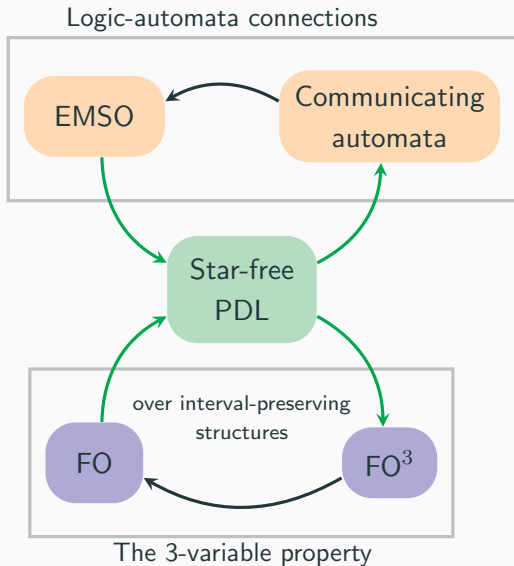 Logic-automata connections
EMSO
Communicating
automata
Star-free
PDL
over interval-preserving
structures
FO
FO³
The 3-variable property